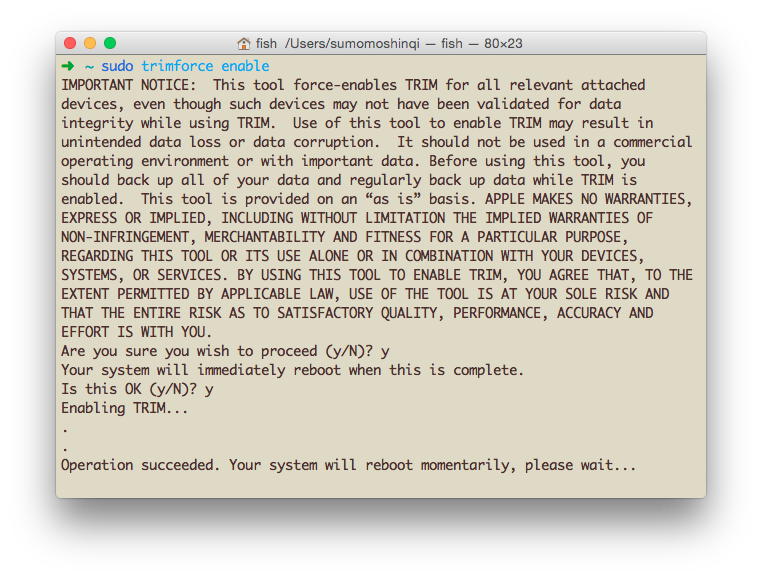 fish /Users/sumomoshinqi — fish — 80×23
➜ ~ sudo trimforce enable
IMPORTANT NOTICE:  This tool force-enables TRIM for all relevant attached
devices, even though such devices may not have been validated for data
integrity while using TRIM.  Use of this tool to enable TRIM may result in
unintended data loss or data corruption.  It should not be used in a commercial
operating environment or with important data. Before using this tool, you
should back up all of your data and regularly back up data while TRIM is
enabled.  This tool is provided on an “as is” basis. APPLE MAKES NO WARRANTIES,
EXPRESS OR IMPLIED, INCLUDING WITHOUT LIMITATION THE IMPLIED WARRANTIES OF
NON-INFRINGEMENT, MERCHANTABILITY AND FITNESS FOR A PARTICULAR PURPOSE,
REGARDING THIS TOOL OR ITS USE ALONE OR IN COMBINATION WITH YOUR DEVICES,
SYSTEMS, OR SERVICES. BY USING THIS TOOL TO ENABLE TRIM, YOU AGREE THAT, TO THE
EXTENT PERMITTED BY APPLICABLE LAW, USE OF THE TOOL IS AT YOUR SOLE RISK AND
THAT THE ENTIRE RISK AS TO SATISFACTORY QUALITY, PERFORMANCE, ACCURACY AND
EFFORT IS WITH YOU.
Are you sure you wish to proceed (y/N)? y
Your system will immediately reboot when this is complete.
Is this OK (y/N)? y
Enabling TRIM...
.
.
Operation succeeded. Your system will reboot momentarily, please wait...